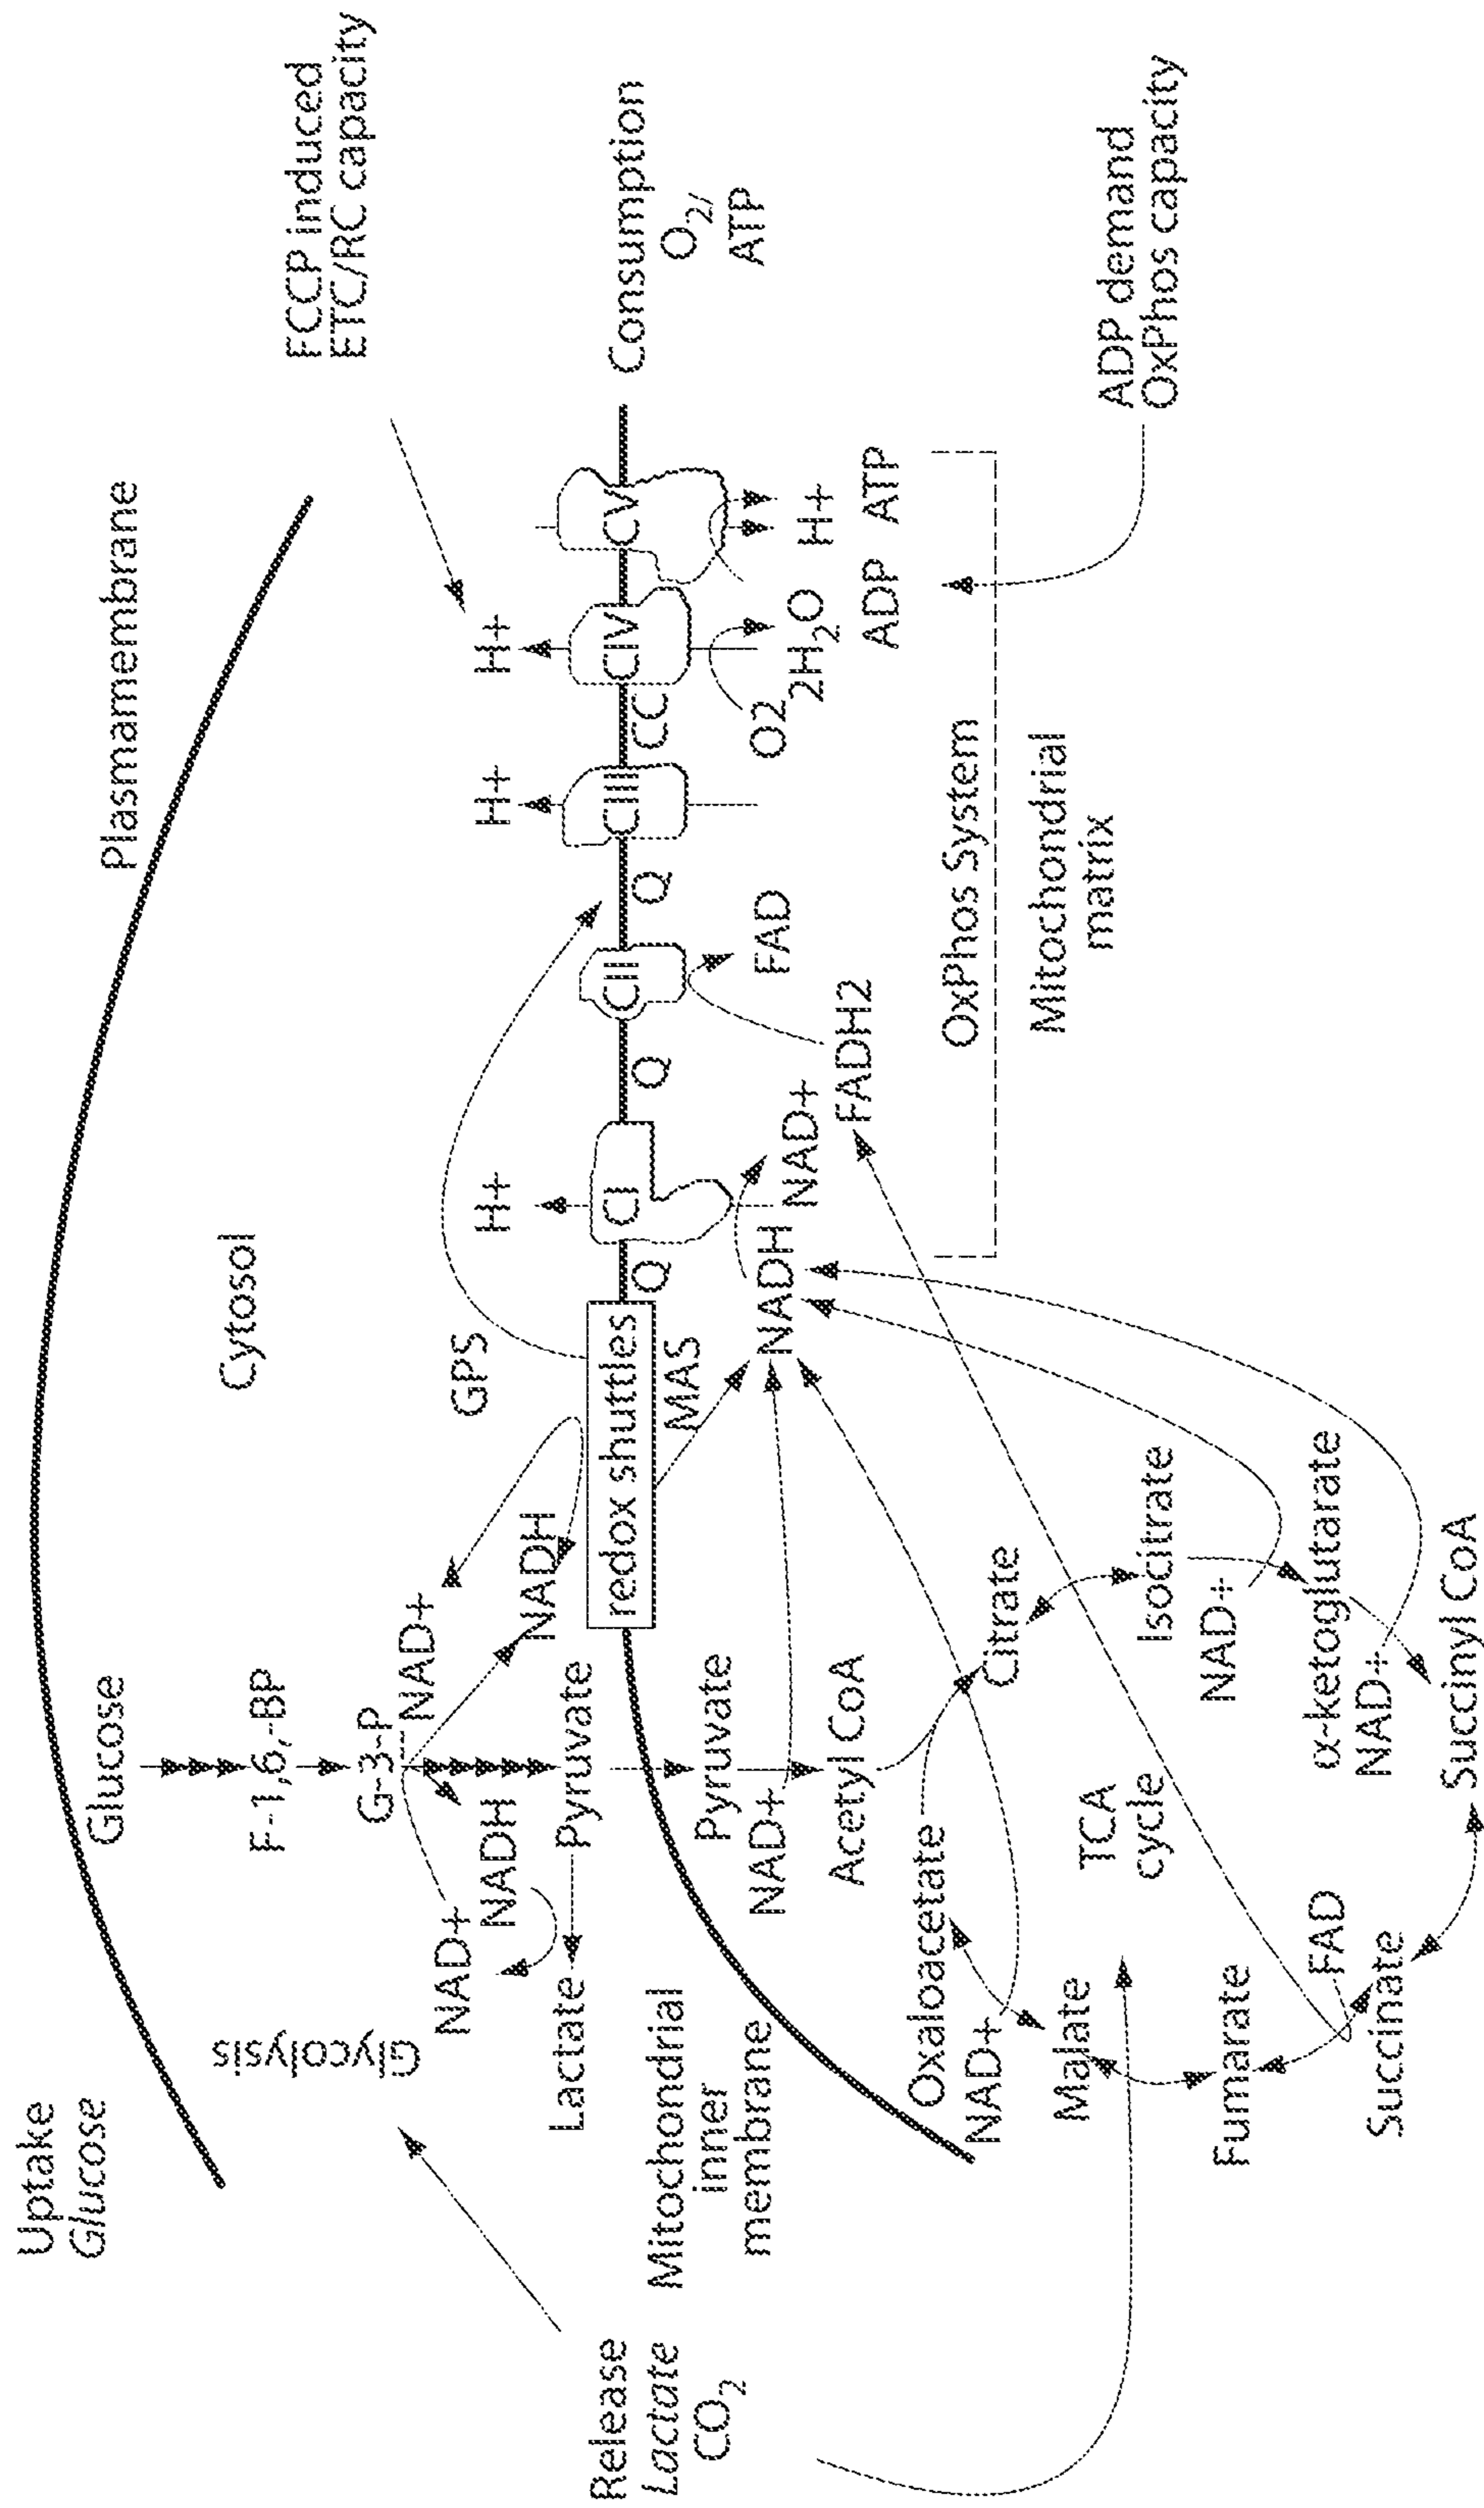 Uptake
Glucose
Plasmamembrane
Glucose
Cytosol
Glycolysis
F-1,6,-BP
FCCP induced
ETC/RC capacity
G-3-P
NAD+
NAD+
NADH
NADH
GPS
H+
H+
H+
Lactate
Pyruvate
Release
Lactate
CO2
redox shuttles
MAS
Q
CI
Q
CII
Q
CIII
CC
CIV
CV
Consumption
O2/
ATP
Mitochondrial
inner
membrane
Pyruvate
NAD+
NADH
NAD+
FAD
FADH2
O2
2H2O
H+
ADP
ATP
Acetyl CoA
Oxaloacetate
NAD+
Citrate
OxPhos System
Mitochondrial
matrix
ADP demand
OxPhos capacity
Malate
TCA
cycle
Isocitrate
NAD+
Fumarate
FAD
α-ketoglutarate
NAD+
Succinate
Succinyl CoA